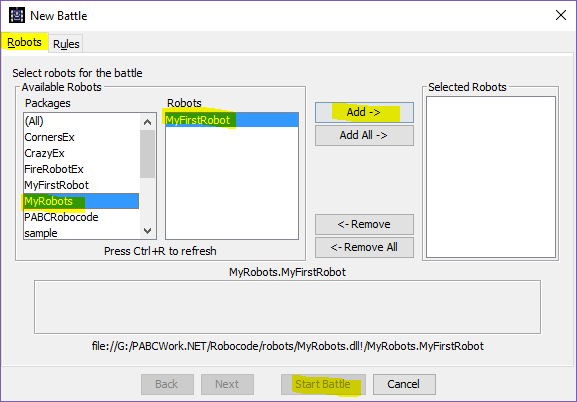 New Battle
Robots Rules
Select robots for the battle
Available Robots
Packages
(All)
CornersEx
CrazyEx
FireRobotEx
MyFirstRobot
MyRobots
PABCRobocode
sample
Robots
MyFirstRobot
Press Ctrl+R to refresh
Add ->
Add All ->
<- Remove
<- Remove All
Selected Robots
MyRobots.MyFirstRobot
file://G:/PABCWork.NET/Robocode/robots/MyRobots.dll!/MyRobots.MyFirstRobot
Back Next Start Battle Cancel